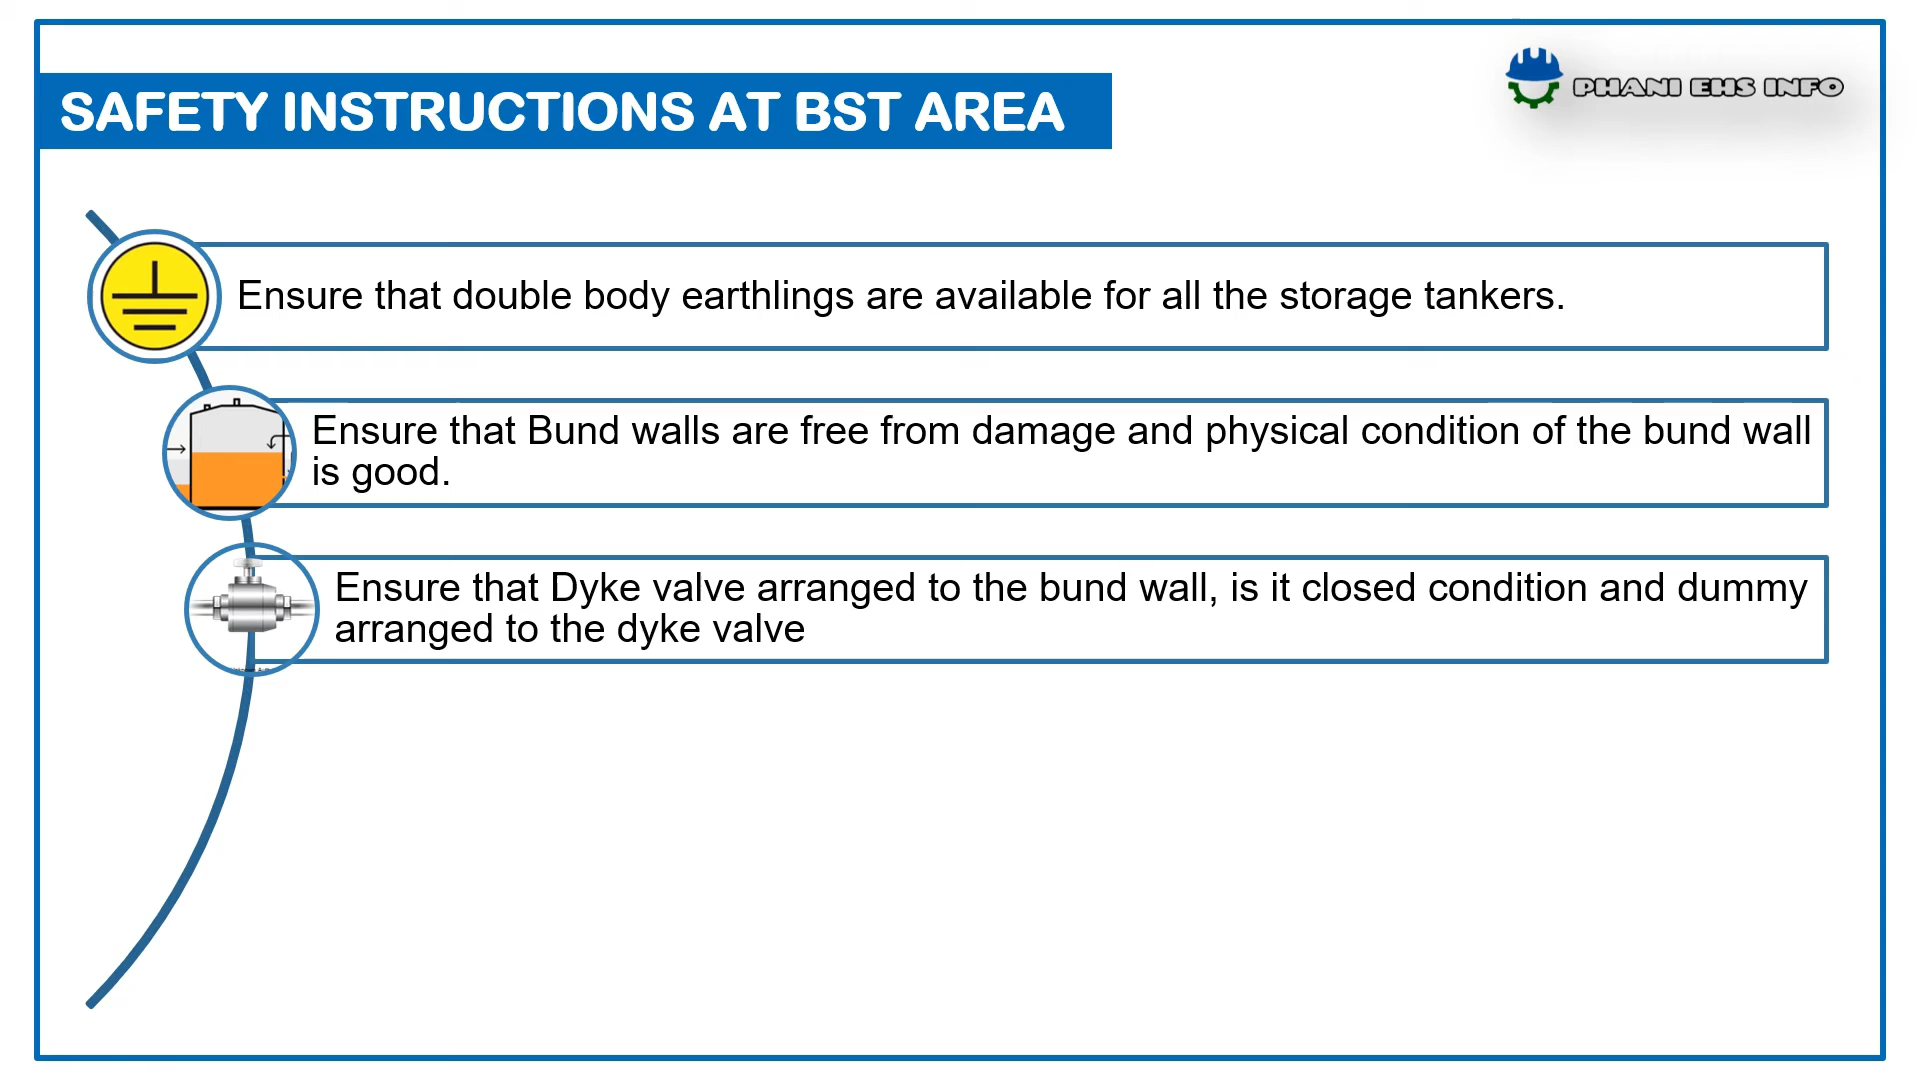 SAFETY INSTRUCTIONS AT BST AREA
PHANI EHS INFO
Ensure that double body earthlings are available for all the storage tankers.
Ensure that Bund walls are free from damage and physical condition of the bund wall
is good.
Ensure that Dyke valve arranged to the bund wall, is it closed condition and dummy
arranged to the dyke valve